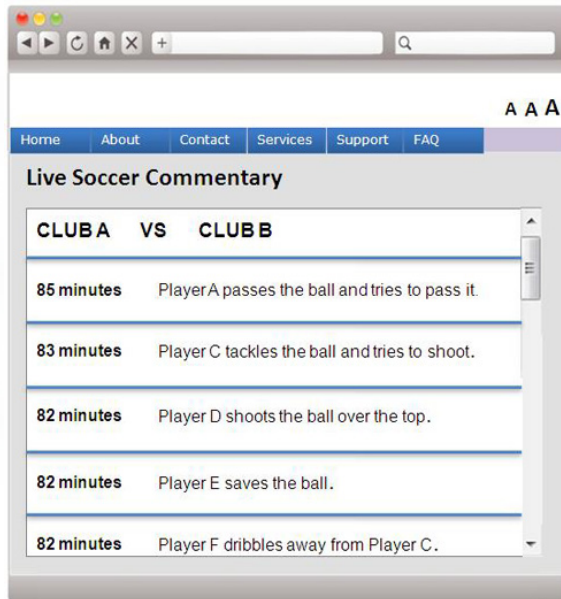 A A A
Home About Contact Services Support FAQ
Live Soccer Commentary
CLUB A VS CLUB B
85 minutes Player A passes the ball and tries to pass it.
83 minutes Player C tackles the ball and tries to shoot.
82 minutes Player D shoots the ball over the top.
82 minutes Player E saves the ball.
82 minutes Player F dribbles away from Player C.